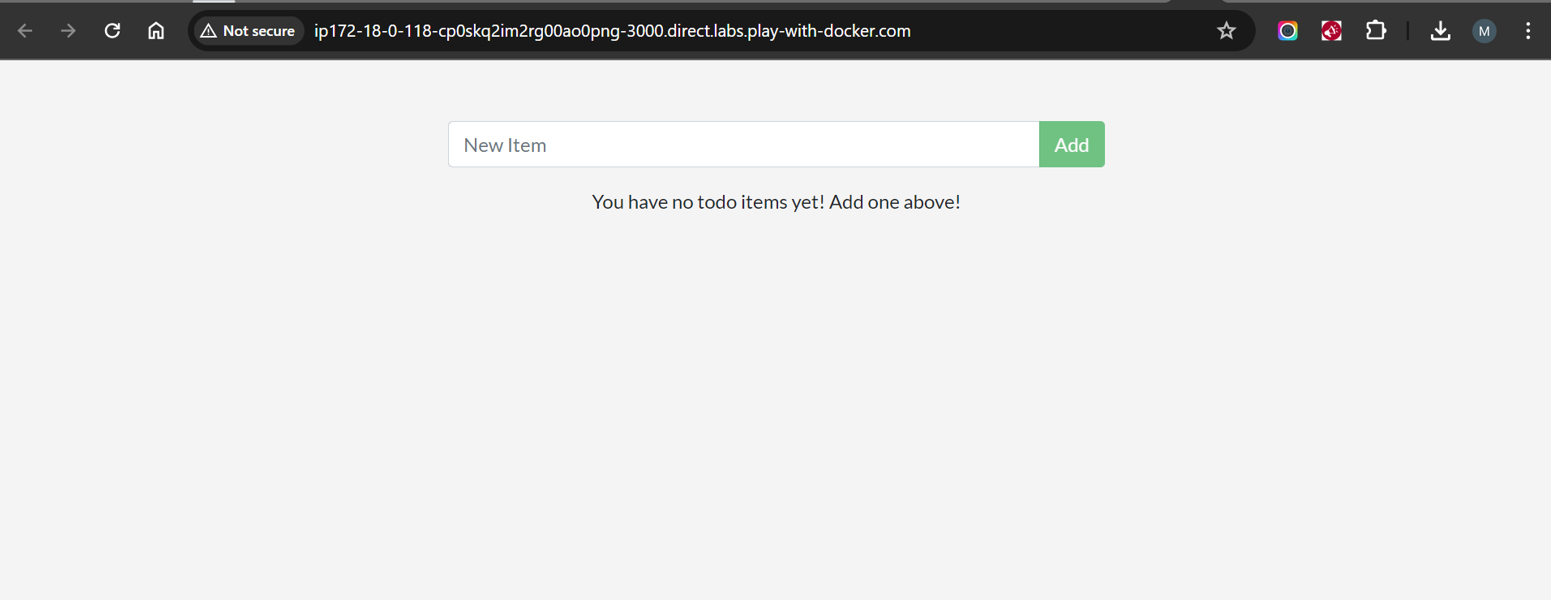 Not secure ip172-18-0-118-cp0skq2im2rg00ao0png-3000.direct.labs.play-with-docker.com M
New Item Add
You have no todo items yet! Add one above!